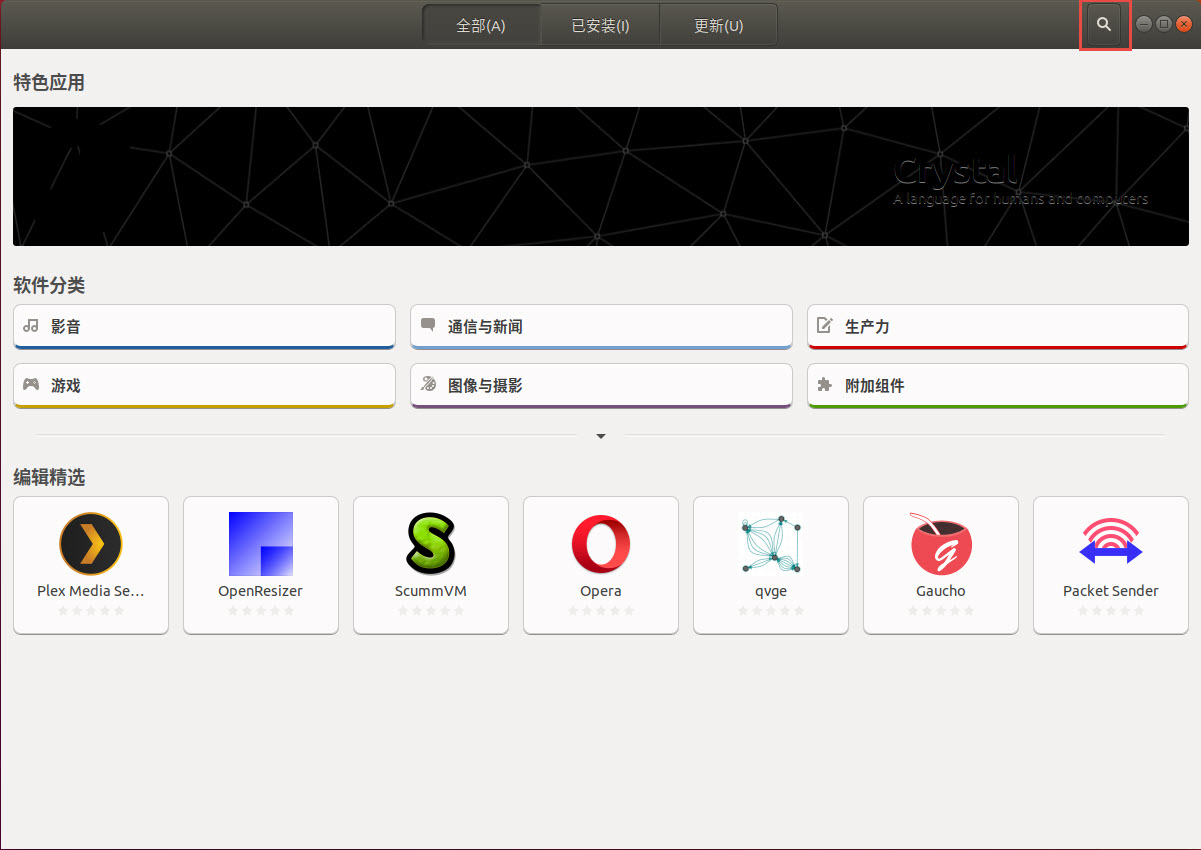 全部(A) 已安装(I) 更新(U)
特色应用
Crystal
A language for humans and computers
软件分类
影音 通信与新闻 生产力
游戏 图像与摄影 附加组件
编辑精选
Plex Media Se... OpenResizer ScummVM Opera qvge Gaucho Packet Sender